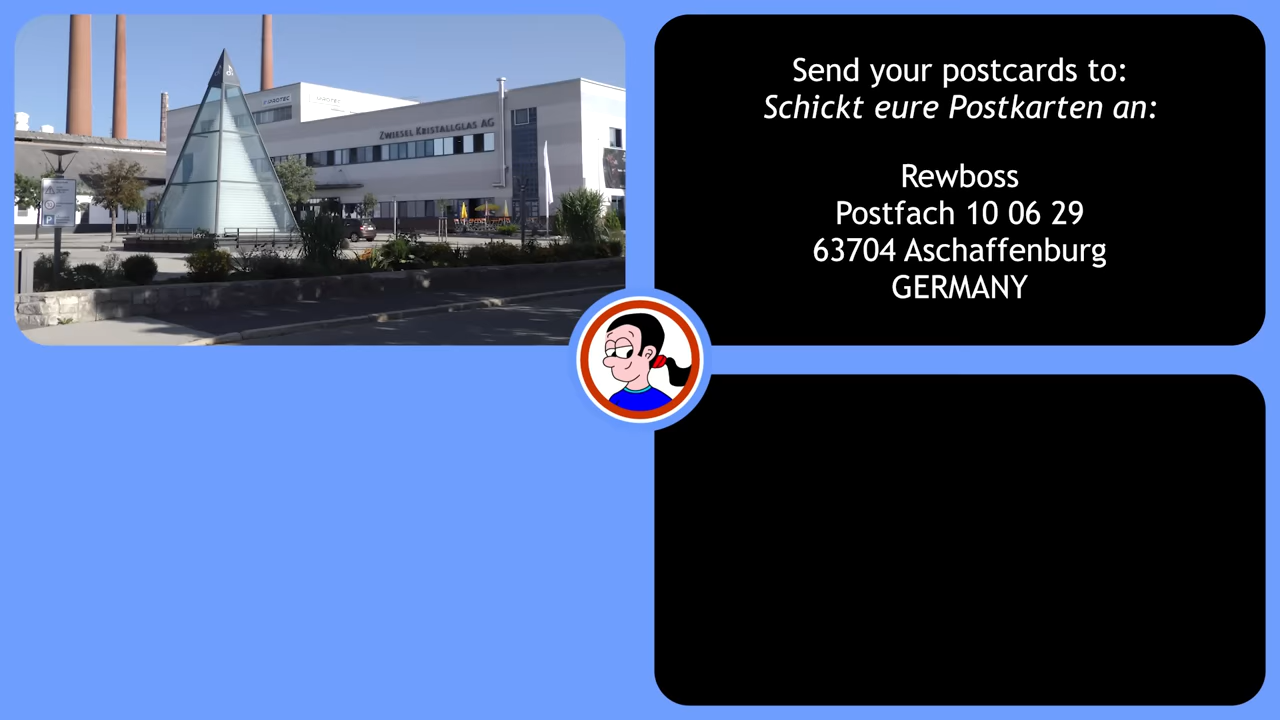 ZWIESEL KRISTALLGLAS AG
Send your postcards to:
Schickt eure Postkarten an:
Rewboss
Postfach 10 06 29
63704 Aschaffenburg
GERMANY